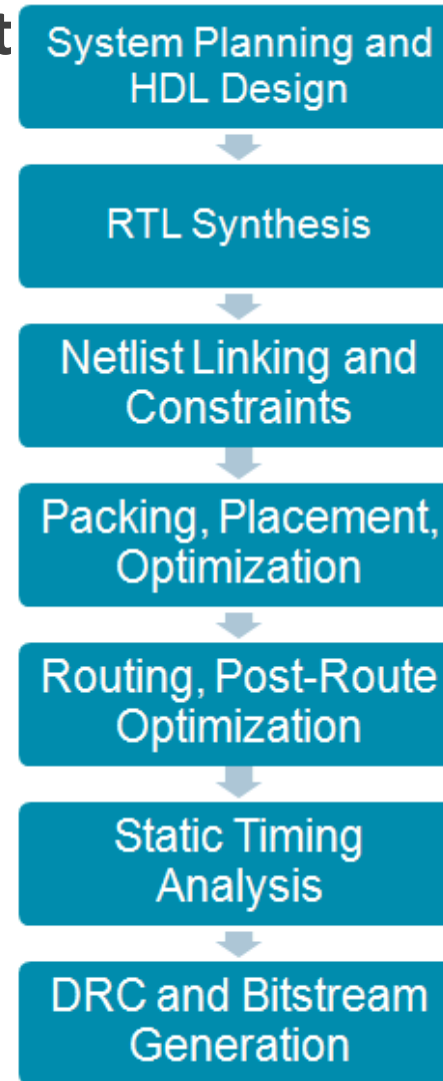 t
System Planning and
HDL Design
RTL Synthesis
Netlist Linking and
Constraints
Packing, Placement,
Optimization
Routing, Post-Route
Optimization
Static Timing
Analysis
DRC and Bitstream
Generation